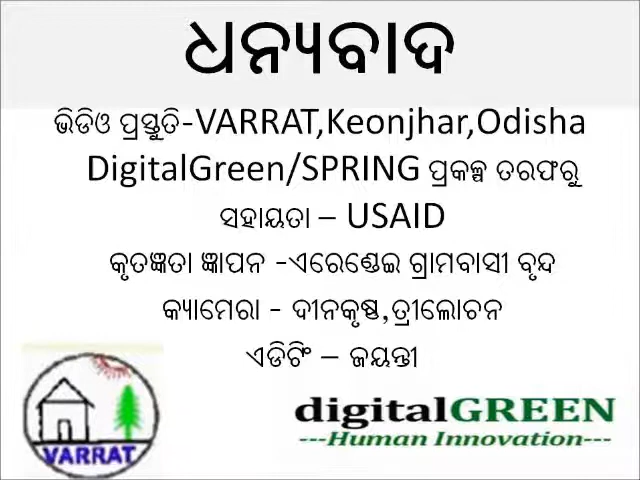 ଧନ୍ୟବାଦ
ଭିଡିଓ ପ୍ରସ୍ତୁତି-VARRAT,Keonjhar,Odisha
DigitalGreen/SPRING ପ୍ରକଳ୍ପ ତରଫରୁ
ସହାୟତା – USAID
କୃତଜ୍ଞତା ଜ୍ଞାପନ -ଏରେଣ୍ଡେଇ ଗ୍ରାମବାସୀ ବୃନ୍ଦ
କ୍ୟାମେରା - ଦୀନକୃଷ୍ଣ,ତ୍ରୀଲୋଚନ
ଏଡିଟିଂ – ଜୟନ୍ତୀ
VARRAT
digitalGREEN
---Human Innovation---